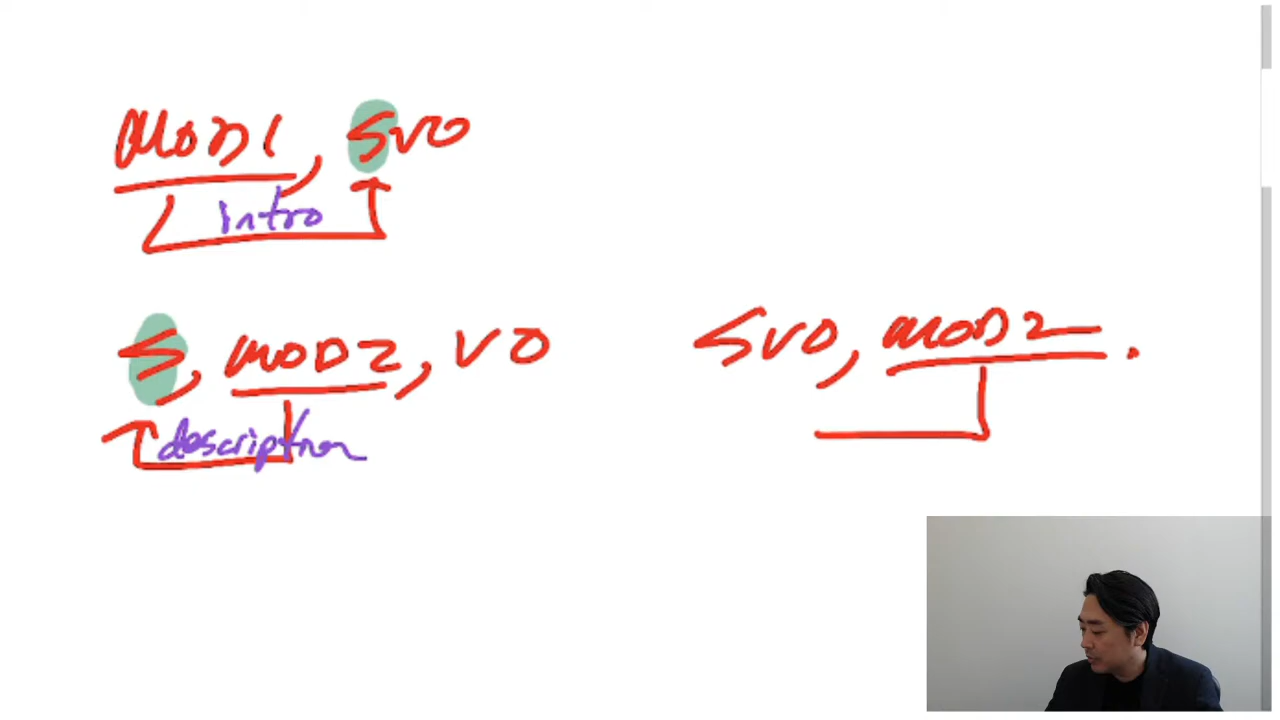 MOD1, SVO
intro
S, MOD2, VO
description
SVO, MOD2.